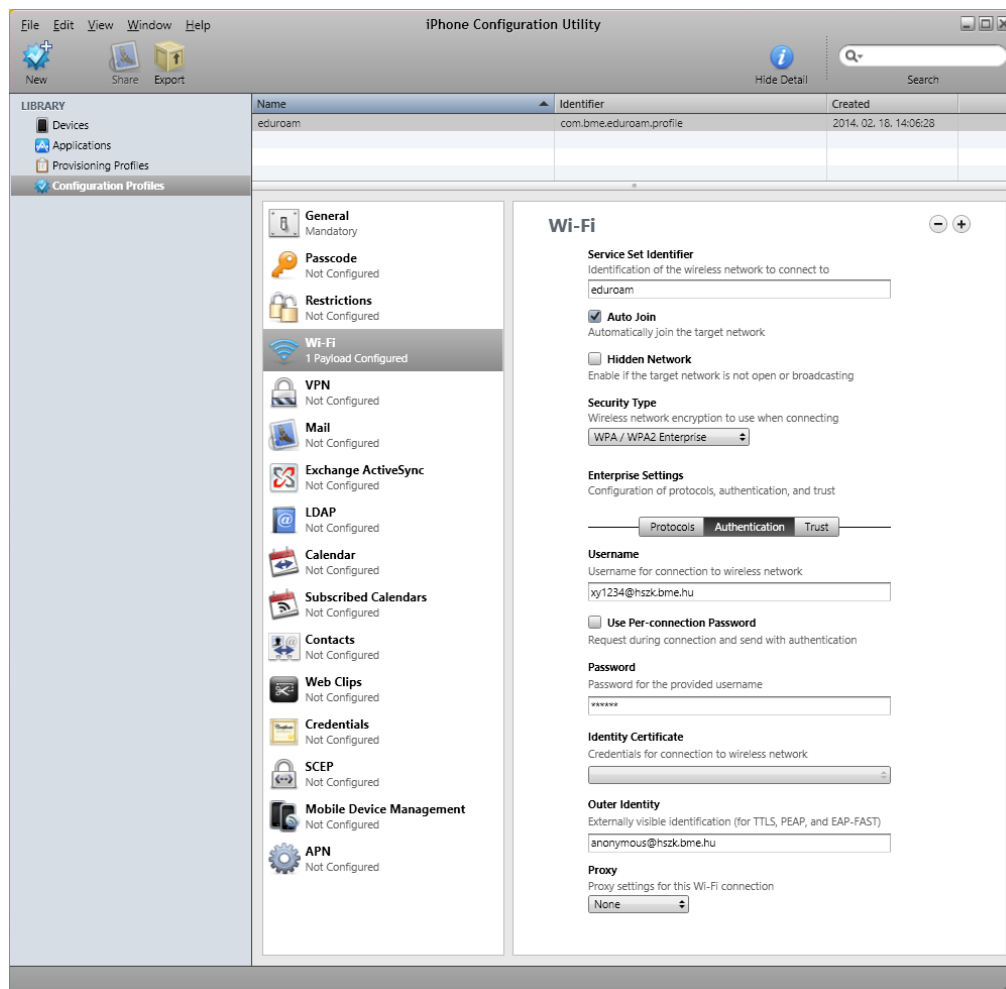 File Edit View Window Help
iPhone Configuration Utility
New
Share
Export
Hide Detail
Search
LIBRARY
Devices
Applications
Provisioning Profiles
Configuration Profiles
Name Identifier Created
eduroam com.bme.eduroam.profile 2014. 02. 18. 14:06:28
General
Mandatory
Passcode
Not Configured
Restrictions
Not Configured
Wi-Fi
1 Payload Configured
VPN
Not Configured
Mail
Not Configured
Exchange ActiveSync
Not Configured
LDAP
Not Configured
Calendar
Not Configured
Subscribed Calendars
Not Configured
Contacts
Not Configured
Web Clips
Not Configured
Credentials
Not Configured
SCEP
Not Configured
Mobile Device Management
Not Configured
APN
Not Configured
Wi-Fi
Service Set Identifier
Identification of the wireless network to connect to
eduroam
Auto Join
Automatically join the target network
Hidden Network
Enable if the target network is not open or broadcasting
Security Type
Wireless network encryption to use when connecting
WPA / WPA2 Enterprise
Enterprise Settings
Configuration of protocols, authentication, and trust
Protocols Authentication Trust
Username
Username for connection to wireless network
xy1234@hszk.bme.hu
Use Per-connection Password
Request during connection and send with authentication
Password
Password for the provided username
******
Identity Certificate
Credentials for connection to wireless network
Outer Identity
Externally visible identification (for TTLS, PEAP, and EAP-FAST)
anonymous@hszk.bme.hu
Proxy
Proxy settings for this Wi-Fi connection
None